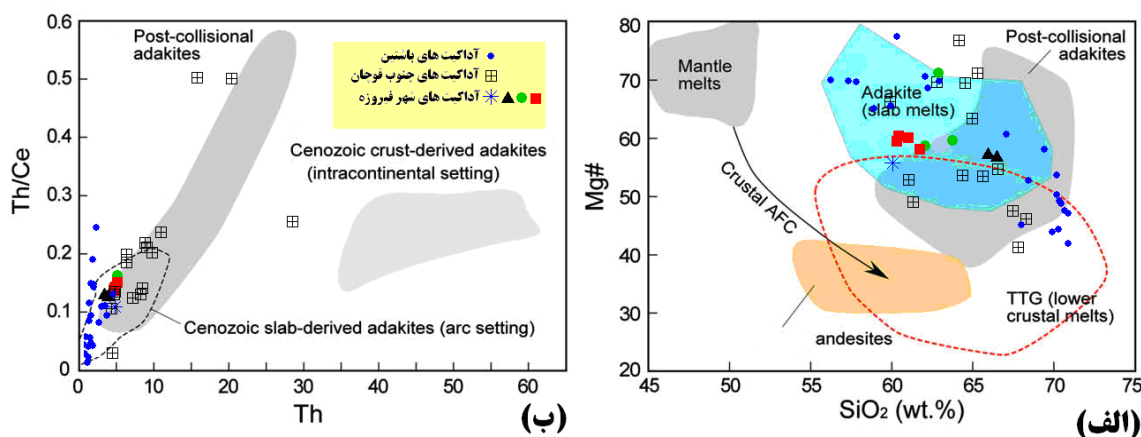 0.6
0.5
0.4
0.3
0.2
0.1
0
Th/Ce
0
10
20
30
40
50
60
Th
(ب)
Post-collisional
adakites
آداکیت های باشتین
آداکیت های جنوب قوچان
آداکیت های شهر فیروزه
Cenozoic crust-derived adakites
(intracontinental setting)
Cenozoic slab-derived adakites (arc setting)
80
70
60
50
40
30
20
Mg#
45
50
55
60
65
70
75
SiO₂ (wt.%)
(الف)
Mantle
melts
Post-collisional
adakites
Adakite
(slab melts)
Crustal AFC
andesites
TTG (lower
crustal melts)